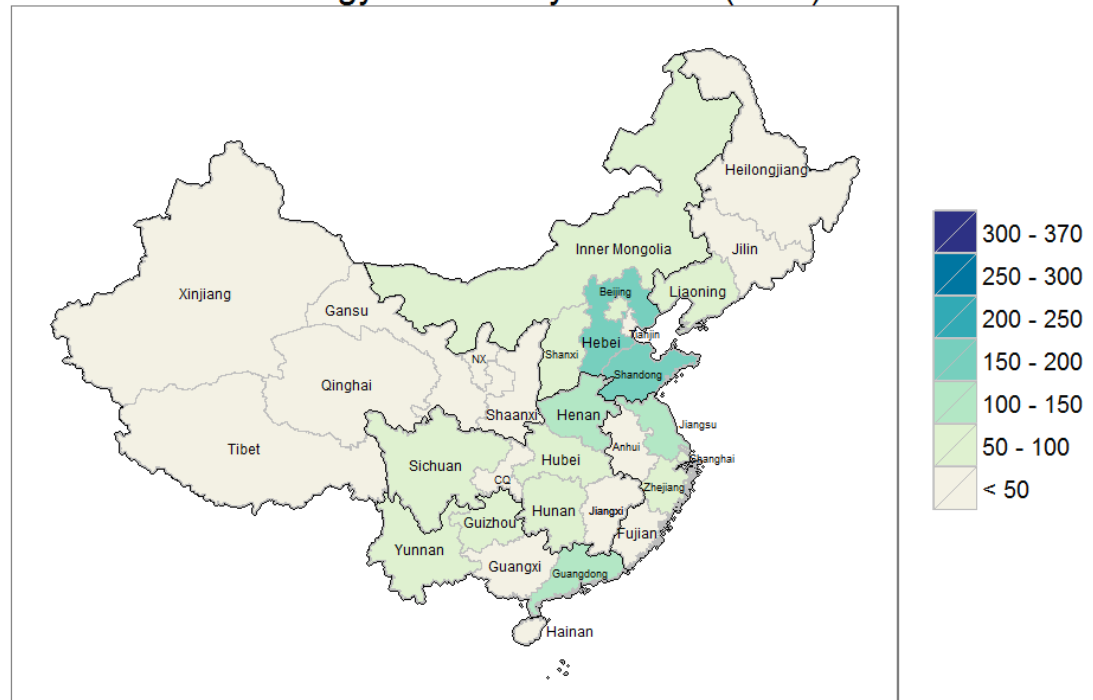 Heilongjiang
Inner Mongolia
Jilin
Xinjiang
Beijing
Liaoning
Gansu
Tianjin
Hebei
Shanxi
NX
Shandong
Qinghai
Shaanxi
Henan
Jiangsu
Tibet
Anhui
Shanghai
Sichuan
Hubei
CQ
Zhejiang
Hunan
Jiangxi
Guizhou
Fujian
Yunnan
Guangxi
Guangdong
Hainan
300 - 370
250 - 300
200 - 250
150 - 200
100 - 150
50 - 100
< 50